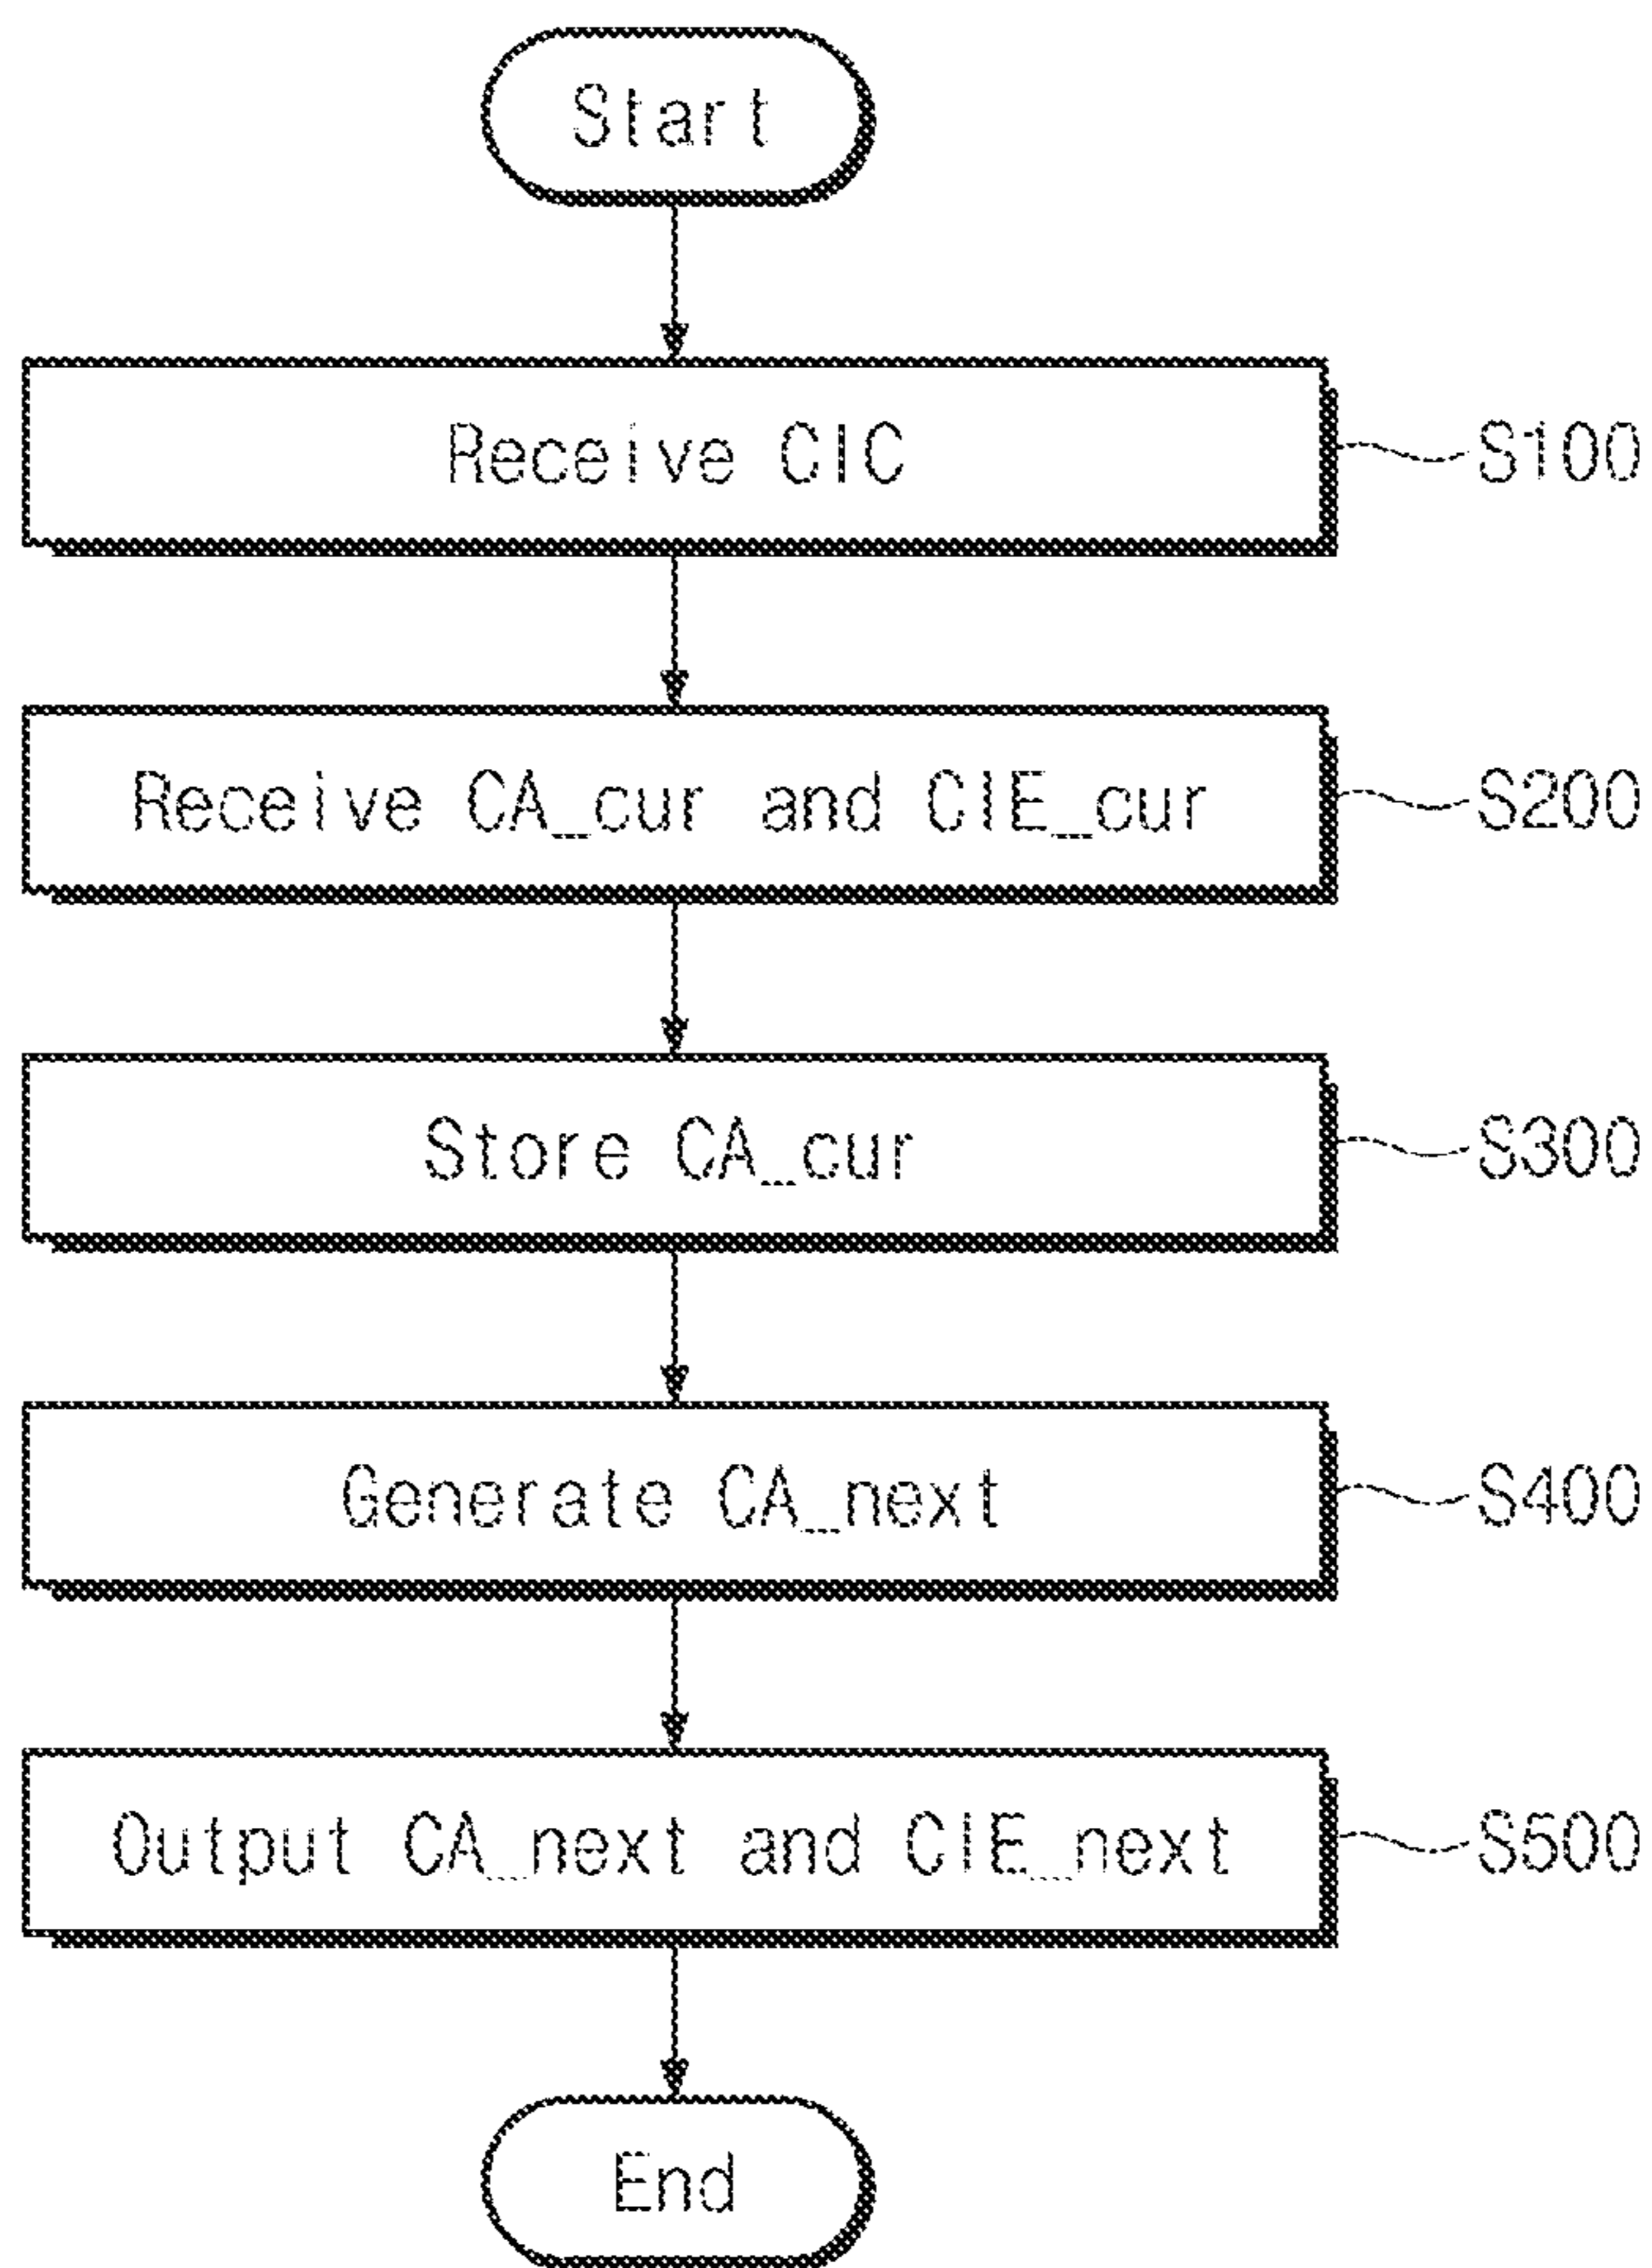 Start
Receive CIC
S100
Receive CA_cur and CIE_cur
S200
Store CA_cur
S300
Generate CA_next
S400
Output CA_next and CIE_next
S500
End